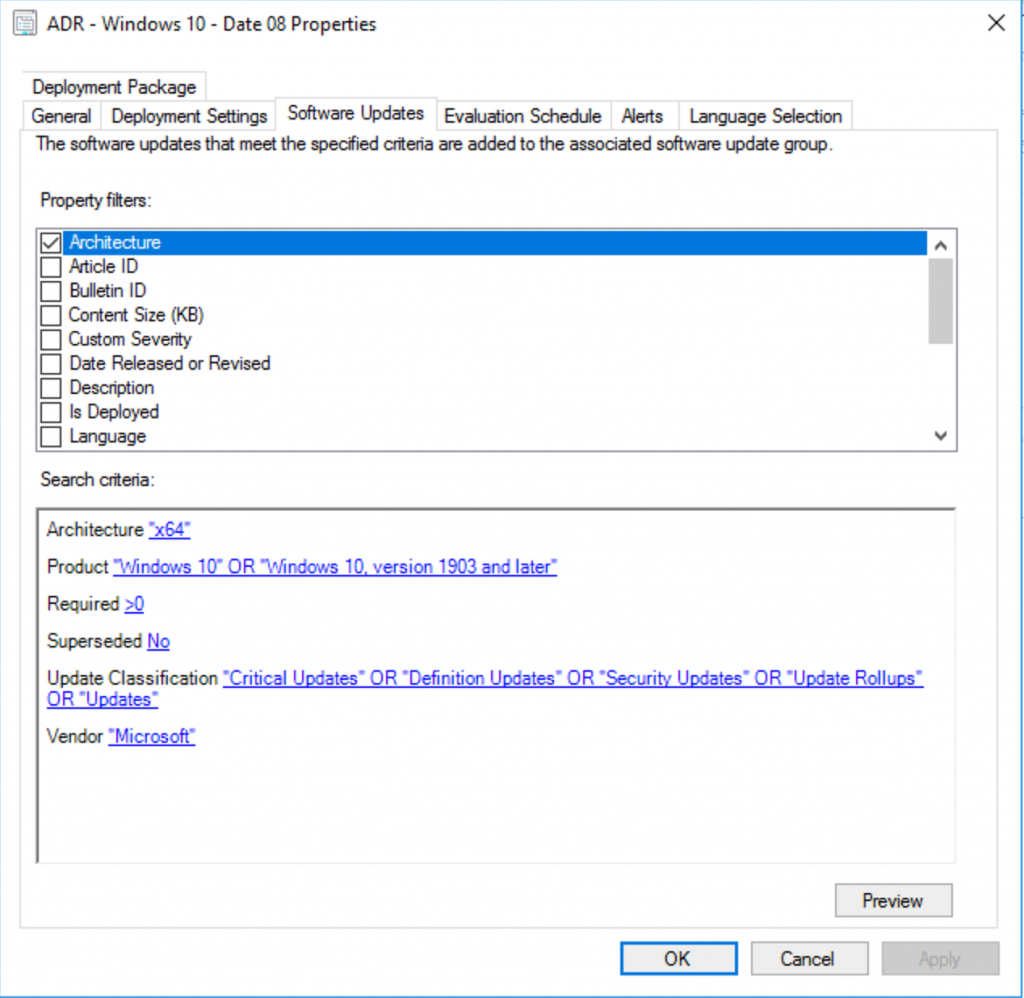 ADR - Windows 10 - Date 08 Properties
Deployment Package
General Deployment Settings Software Updates Evaluation Schedule Alerts Language Selection
The software updates that meet the specified criteria are added to the associated software update group.
Property filters:
Architecture
Article ID
Bulletin ID
Content Size (KB)
Custom Severity
Date Released or Revised
Description
Is Deployed
Language
Search criteria:
Architecture "x64"
Product "Windows 10" OR "Windows 10, version 1903 and later"
Required >0
Superseded No
Update Classification "Critical Updates" OR "Definition Updates" OR "Security Updates" OR "Update Rollups"
OR "Updates"
Vendor "Microsoft"
Preview
OK Cancel Apply